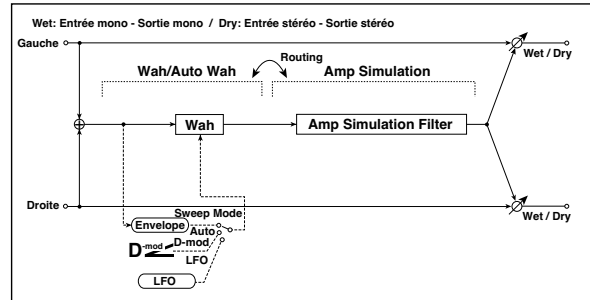 Wet: Entrée mono - Sortie mono / Dry: Entrée stéréo - Sortie stéréo
Gauche
Wet / Dry
Routing
Wah/Auto Wah
Amp Simulation
Wah
Amp Simulation Filter
Droite
Wet / Dry
Sweep Mode
Envelope
Auto
D-mod
D-mod
LFO
LFO